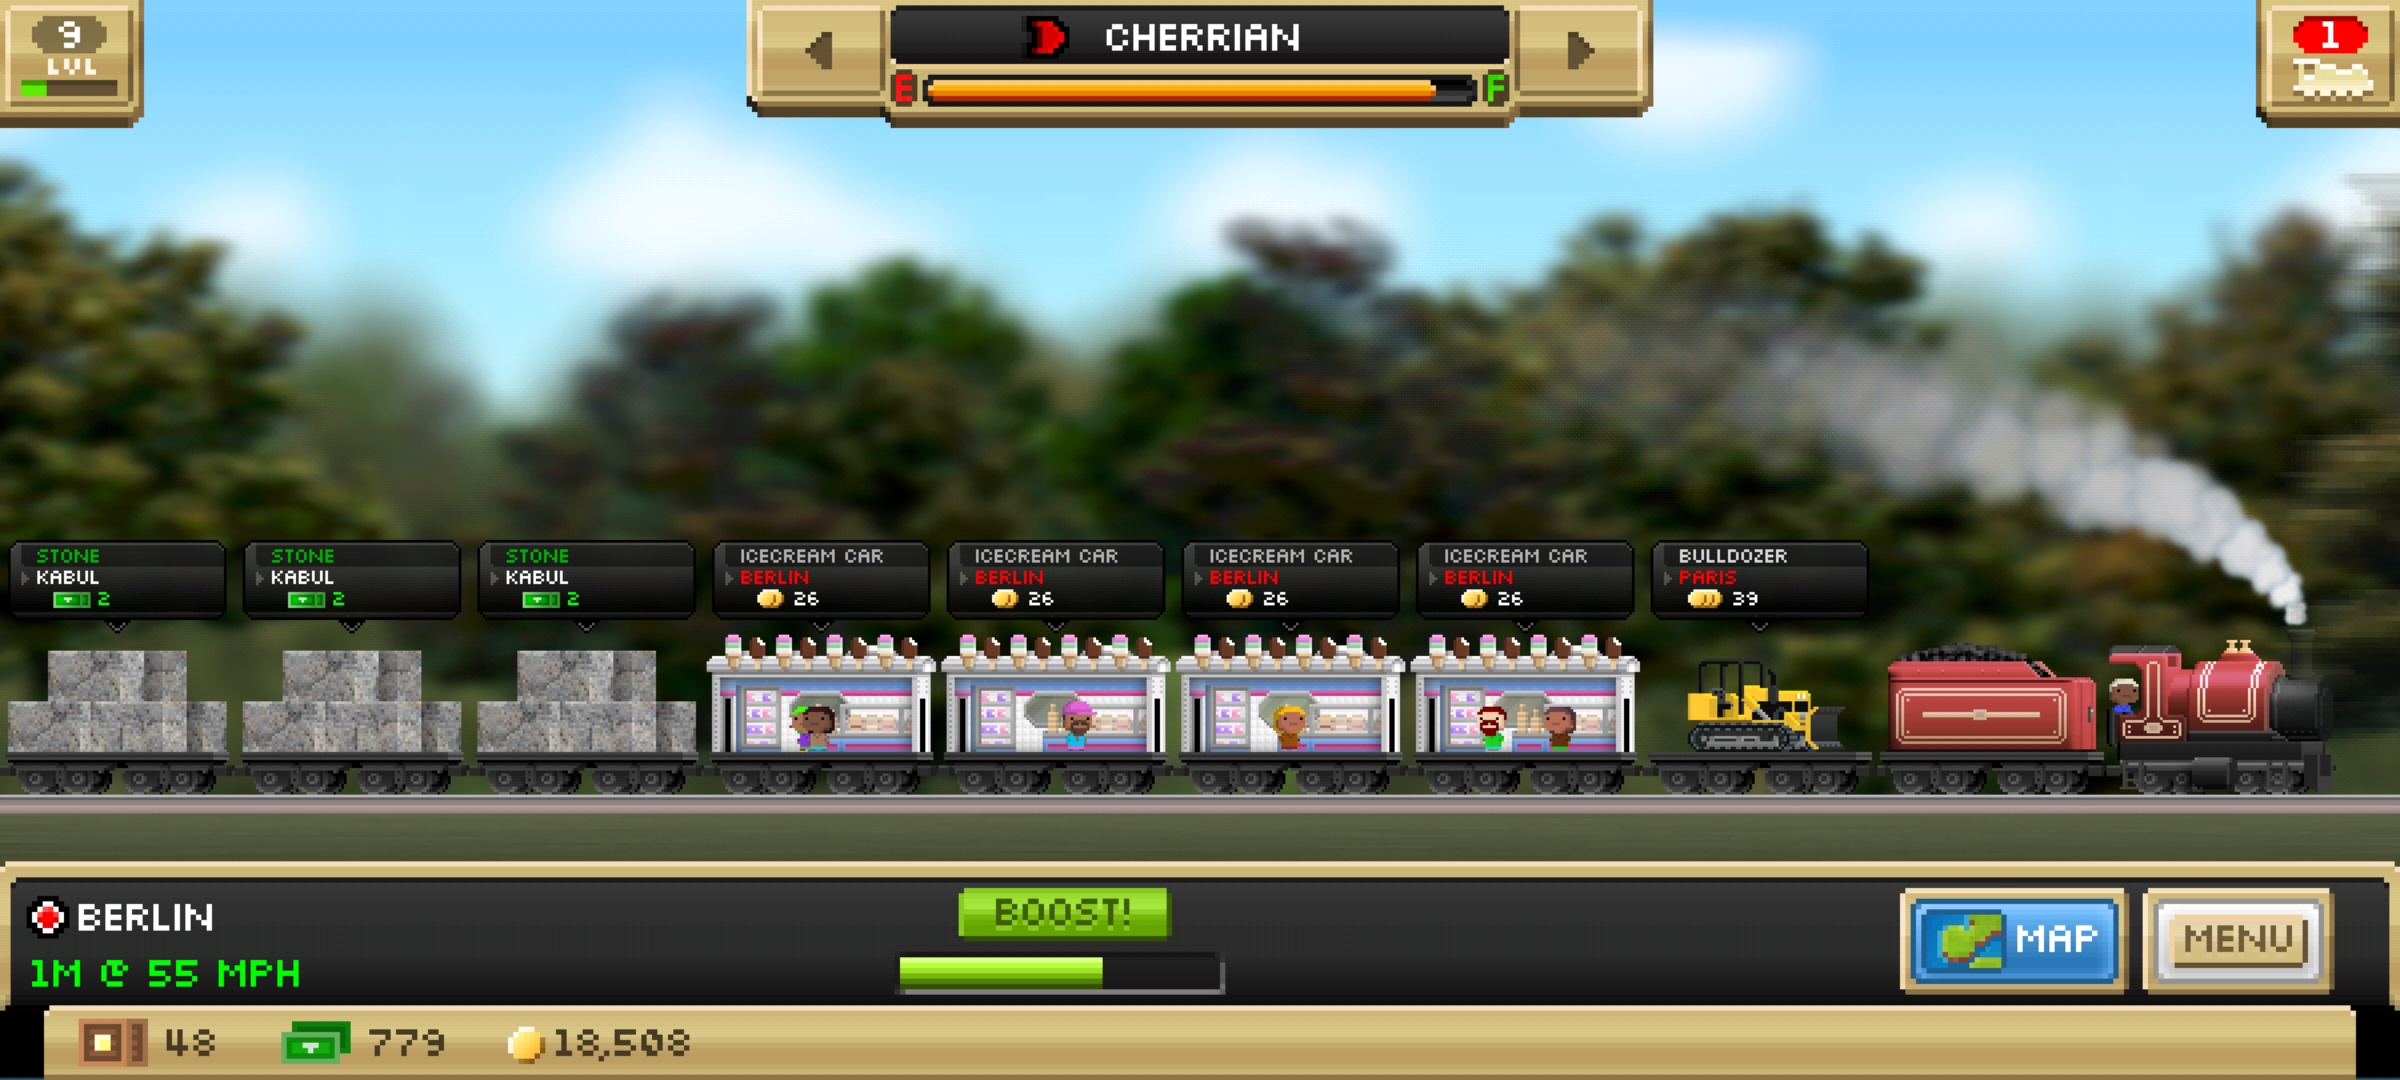 9
LVL
CHERRIAN
E F
1
STONE
KABUL
2
STONE
KABUL
2
STONE
KABUL
2
ICECREAM CAR
BERLIN
26
ICECREAM CAR
BERLIN
26
ICECREAM CAR
BERLIN
26
ICECREAM CAR
BERLIN
26
BULLDOZER
PARIS
39
BERLIN
1M @ 55 MPH
BOOST!
MAP
MENU
48
779
18,508